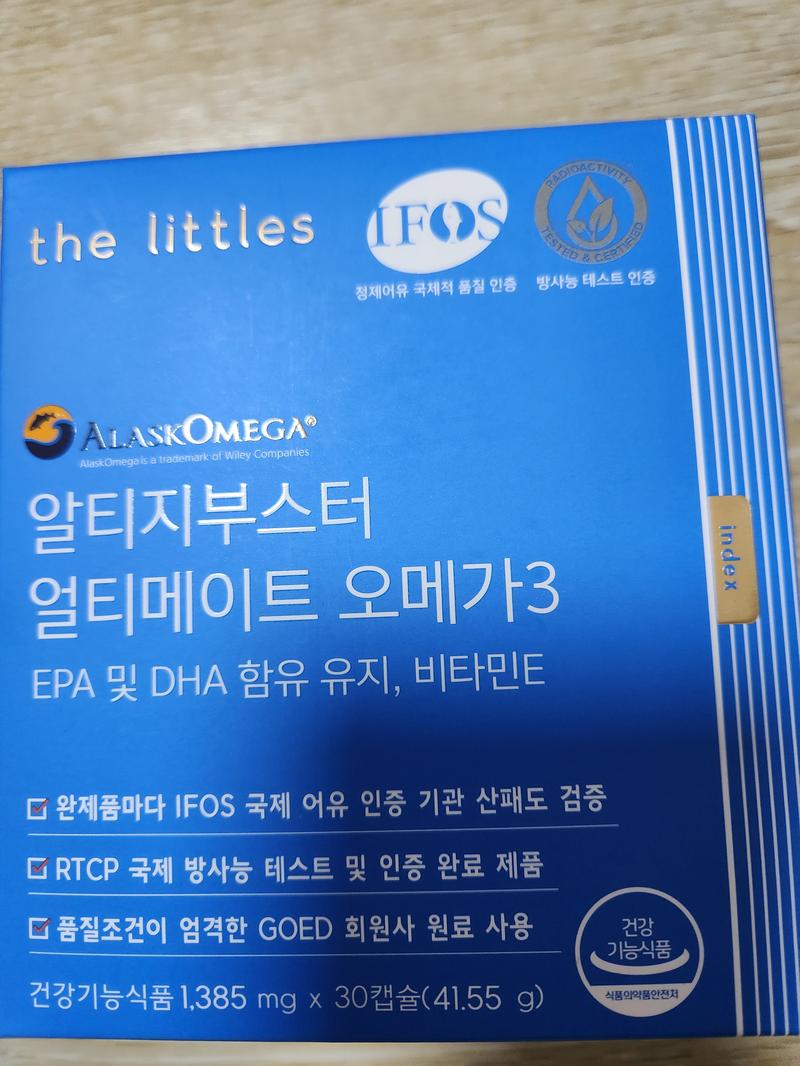 the littles
IFOS
정제어유 국제적 품질 인증
RADIOACTIVITY
TESTED & CERTIFIED
방사능 테스트 인증
ALASKOMEGA®
AlaskOmega is a trademark of Wiley Companies
알티지부스터
얼티메이트 오메가3
EPA 및 DHA 함유 유지, 비타민E
index
완제품마다 IFOS 국제 어유 인증 기관 산패도 검증
RTCP 국제 방사능 테스트 및 인증 완료 제품
품질조건이 엄격한 GOED 회원사 원료 사용
건강기능식품 1,385 mg x 30캡슐(41.55 g)
건강
기능식품
식품의약품안전처